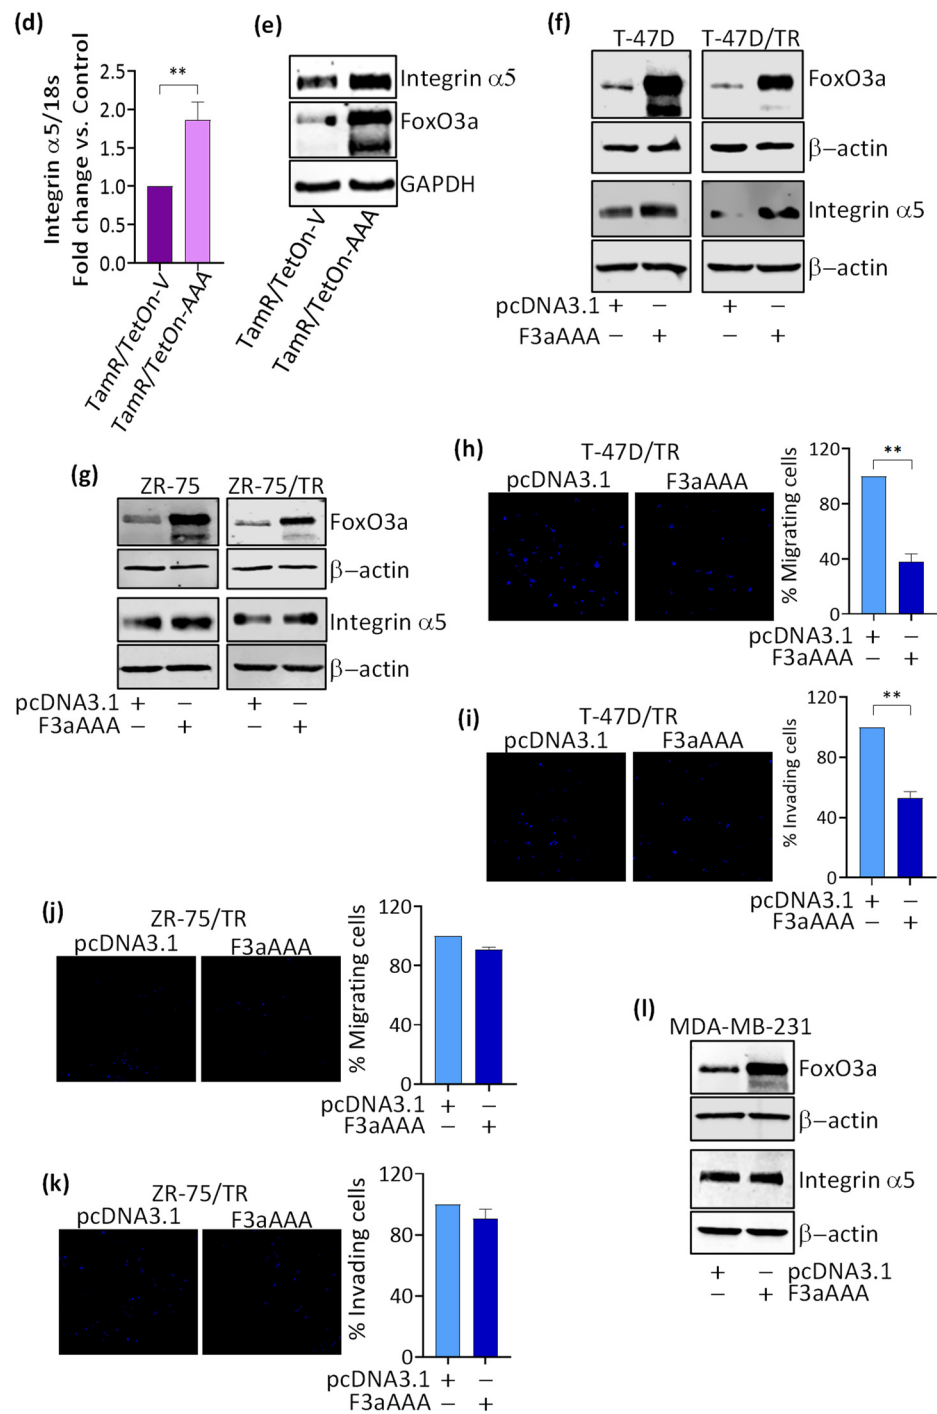 (d)
Integrin α5/18s
Fold change vs. Control
**
2.5
2.0
1.5
1.0
0.5
0.0
TamR/TetOn-V
TamR/TetOn-AAA
(e)
Integrin α5
FoxO3a
GAPDH
TamR/TetOn-V
TamR/TetOn-AAA
(f)
T-47D T-47D/TR
FoxO3a
β−actin
Integrin α5
β−actin
pcDNA3.1 + − + −
F3aAAA − + − +
(g)
ZR-75 ZR-75/TR
FoxO3a
β−actin
Integrin α5
β−actin
pcDNA3.1 + − + −
F3aAAA − + − +
(h)
T-47D/TR
pcDNA3.1 F3aAAA
% Migrating cells
**
120
80
40
0
pcDNA3.1 + −
F3aAAA − +
(i)
T-47D/TR
pcDNA3.1 F3aAAA
% Invading cells
**
120
80
40
0
pcDNA3.1 + −
F3aAAA − +
(j)
ZR-75/TR
pcDNA3.1 F3aAAA
% Migrating cells
120
80
40
0
pcDNA3.1 + −
F3aAAA − +
(k)
ZR-75/TR
pcDNA3.1 F3aAAA
% Invading cells
120
80
40
0
pcDNA3.1 + −
F3aAAA − +
(l)
MDA-MB-231
FoxO3a
β−actin
Integrin α5
β−actin
+ − pcDNA3.1
− + F3aAAA